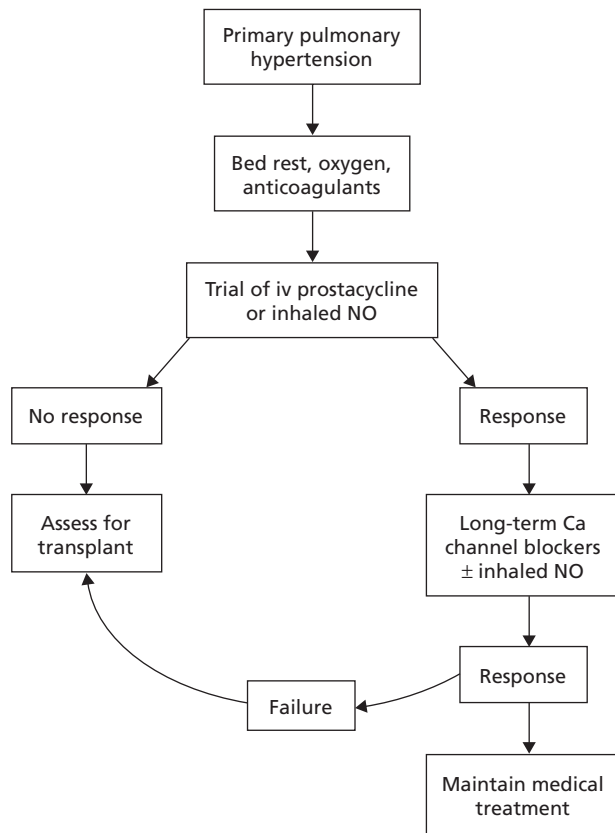 Primary pulmonary
hypertension
Bed rest, oxygen,
anticoagulants
Trial of iv prostacycline
or inhaled NO
No response
Response
Assess for
transplant
Long-term Ca
channel blockers
± inhaled NO
Response
Failure
Maintain medical
treatment